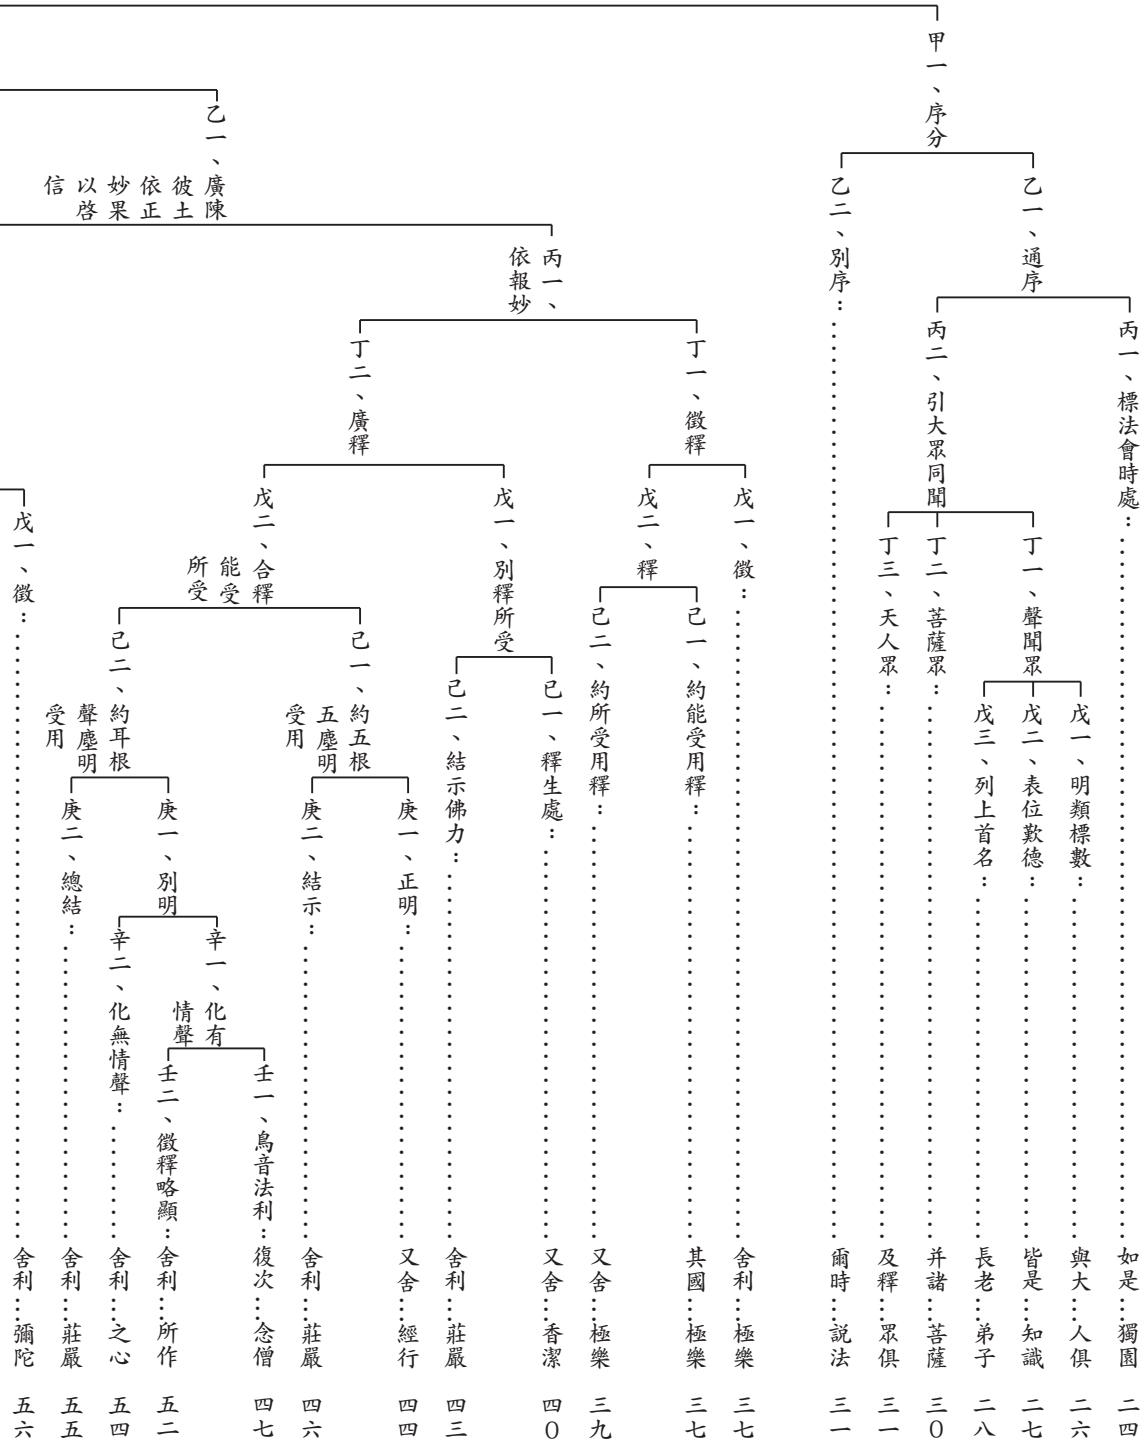 甲一、序分
乙一、通序
丙一、標法會時處：……如是……獨園 二四
丙二、引大眾同聞
丁一、聲聞眾
戊一、明類標數：……與大……人俱 二六
戊二、表位歎德：……皆是……知識 二七
戊三、列上首名：……長老……弟子 二八
丁二、菩薩眾：……并諸……菩薩 三０
丁三、天人眾：……及釋……眾俱 三一
乙二、別序：……爾時……説法 三一
乙一、廣陳彼土依正妙果以啓信
丙一、依報妙
丁一、徵釋
戊一、徵：……舍利……極樂 三七
戊二、釋
己一、約能受用釋：……其國……極樂 三七
己二、約所受用釋：……又舍……極樂 三九
丁二、廣釋
戊一、別釋所受
己一、釋生處：……又舍……香潔 四０
己二、結示佛力：……舍利……莊嚴 四三
戊二、合釋能受所受
己一、約五根五塵明受用
庚一、正明：……又舍……經行 四四
庚二、結示：……舍利……莊嚴 四六
己二、約耳根聲塵明受用
庚一、別明
辛一、化有情聲
壬一、鳥音法利：復次……念僧 四七
壬二、徵釋略顯：舍利……所作 五二
辛二、化無情聲：……舍利……之心 五四
庚二、總結：……舍利……莊嚴 五五
戊一、徵：……舍利……彌陀 五六